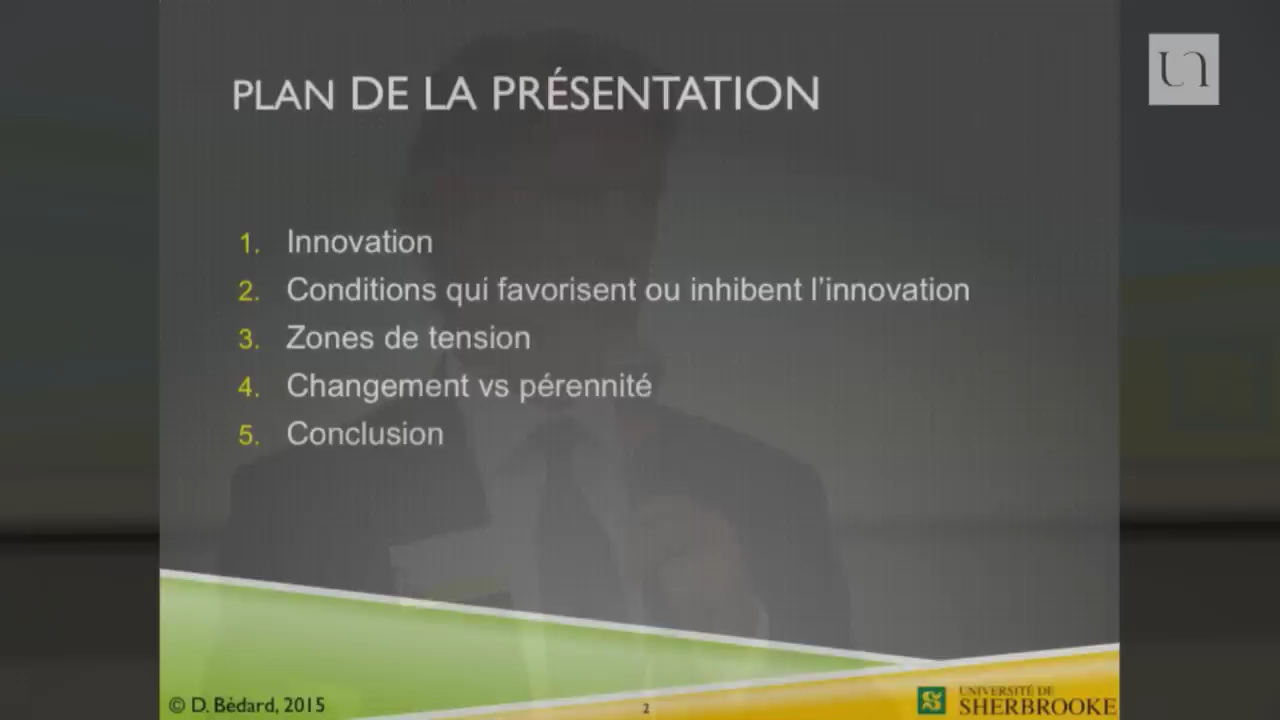 PLAN DE LA PRÉSENTATION
1. Innovation
2. Conditions qui favorisent ou inhibent l'innovation
3. Zones de tension
4. Changement vs pérennité
5. Conclusion
© D. Bèdard, 2015
2
UNIVERSITÉ DE
SHERBROOKE